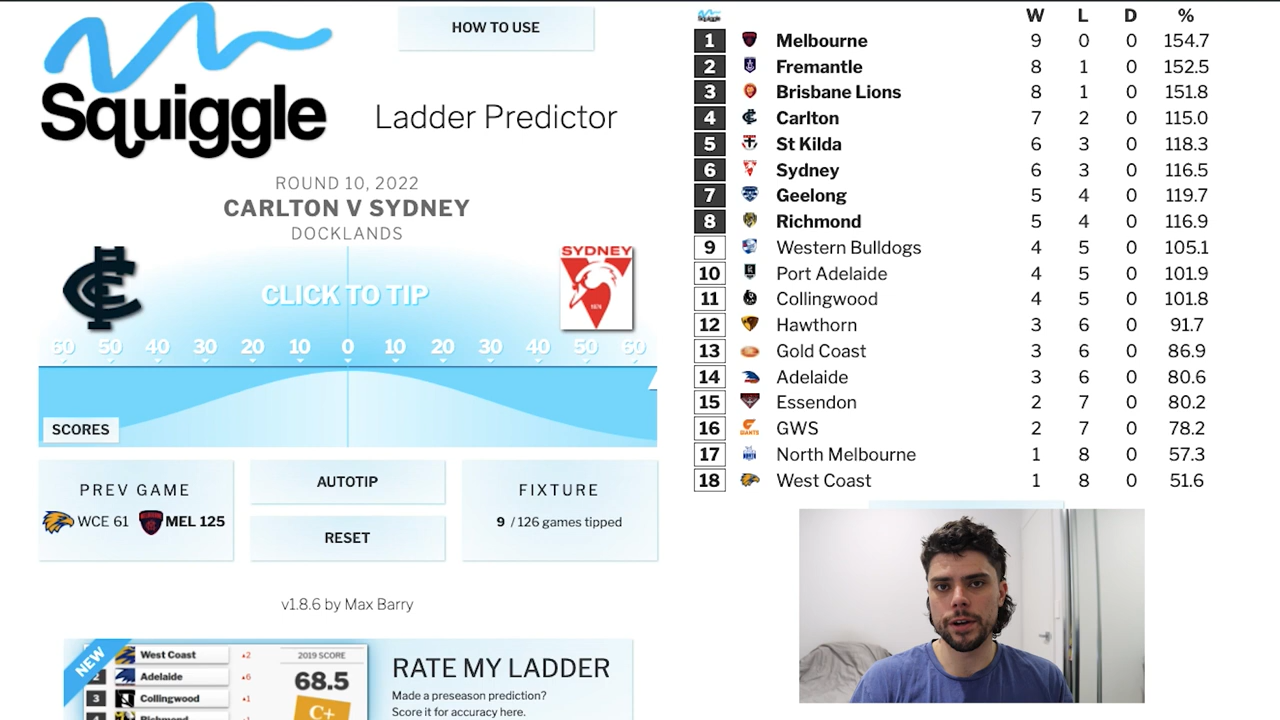 Squiggle
HOW TO USE
Ladder Predictor
ROUND 10, 2022
CARLTON V SYDNEY
DOCKLANDS
SYDNEY
CLICK TO TIP
60 50 40 30 20 10 0 10 20 30 40 50 60
SCORES
PREV GAME
WCE 61 MEL 125
AUTOTIP
RESET
FIXTURE
9 / 126 games tipped
v1.8.6 by Max Barry
NEW
West Coast ▲2
2 Adelaide ▲6
3 Collingwood ▲1
4 Richmond
2019 SCORE
68.5
C+
RATE MY LADDER
Made a preseason prediction?
Score it for accuracy here.
Squiggle W L D %
1 Melbourne 9 0 0 154.7
2 Fremantle 8 1 0 152.5
3 Brisbane Lions 8 1 0 151.8
4 Carlton 7 2 0 115.0
5 St Kilda 6 3 0 118.3
6 Sydney 6 3 0 116.5
7 Geelong 5 4 0 119.7
8 Richmond 5 4 0 116.9
9 Western Bulldogs 4 5 0 105.1
10 Port Adelaide 4 5 0 101.9
11 Collingwood 4 5 0 101.8
12 Hawthorn 3 6 0 91.7
13 Gold Coast 3 6 0 86.9
14 Adelaide 3 6 0 80.6
15 Essendon 2 7 0 80.2
16 GWS 2 7 0 78.2
17 North Melbourne 1 8 0 57.3
18 West Coast 1 8 0 51.6